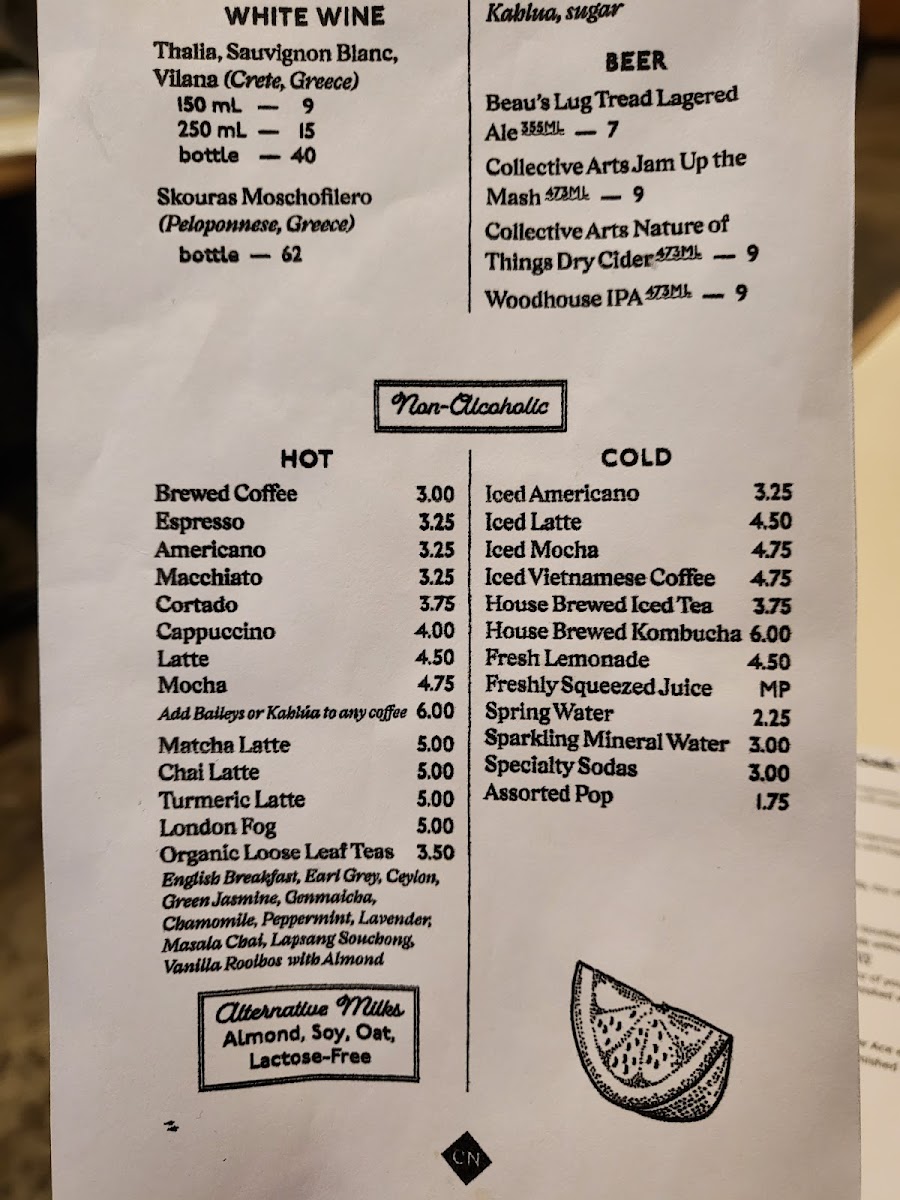 WHITE WINE
Thalia, Sauvignon Blanc,
Vilana (Crete, Greece)
150 mL — 9
250 mL — 15
bottle — 40
Skouras Moschofilero
(Peloponnese, Greece)
bottle — 62
Kahlua, sugar
BEER
Beau's Lug Tread Lagered
Ale 355ML — 7
Collective Arts Jam Up the
Mash 473ML — 9
Collective Arts Nature of
Things Dry Cider 473ML — 9
Woodhouse IPA 473ML — 9
Non-Alcoholic
HOT
Brewed Coffee 3.00
Espresso 3.25
Americano 3.25
Macchiato 3.25
Cortado 3.75
Cappuccino 4.00
Latte 4.50
Mocha 4.75
Add Baileys or Kahlúa to any coffee 6.00
Matcha Latte 5.00
Chai Latte 5.00
Turmeric Latte 5.00
London Fog 5.00
Organic Loose Leaf Teas 3.50
English Breakfast, Earl Grey, Ceylon,
Green Jasmine, Genmaicha,
Chamomile, Peppermint, Lavender,
Masala Chai, Lapsang Souchong,
Vanilla Rooibos with Almond
Alternative Milks
Almond, Soy, Oat,
Lactose-Free
COLD
Iced Americano 3.25
Iced Latte 4.50
Iced Mocha 4.75
Iced Vietnamese Coffee 4.75
House Brewed Iced Tea 3.75
House Brewed Kombucha 6.00
Fresh Lemonade 4.50
Freshly Squeezed Juice MP
Spring Water 2.25
Sparkling Mineral Water 3.00
Specialty Sodas 3.00
Assorted Pop 1.75
CN